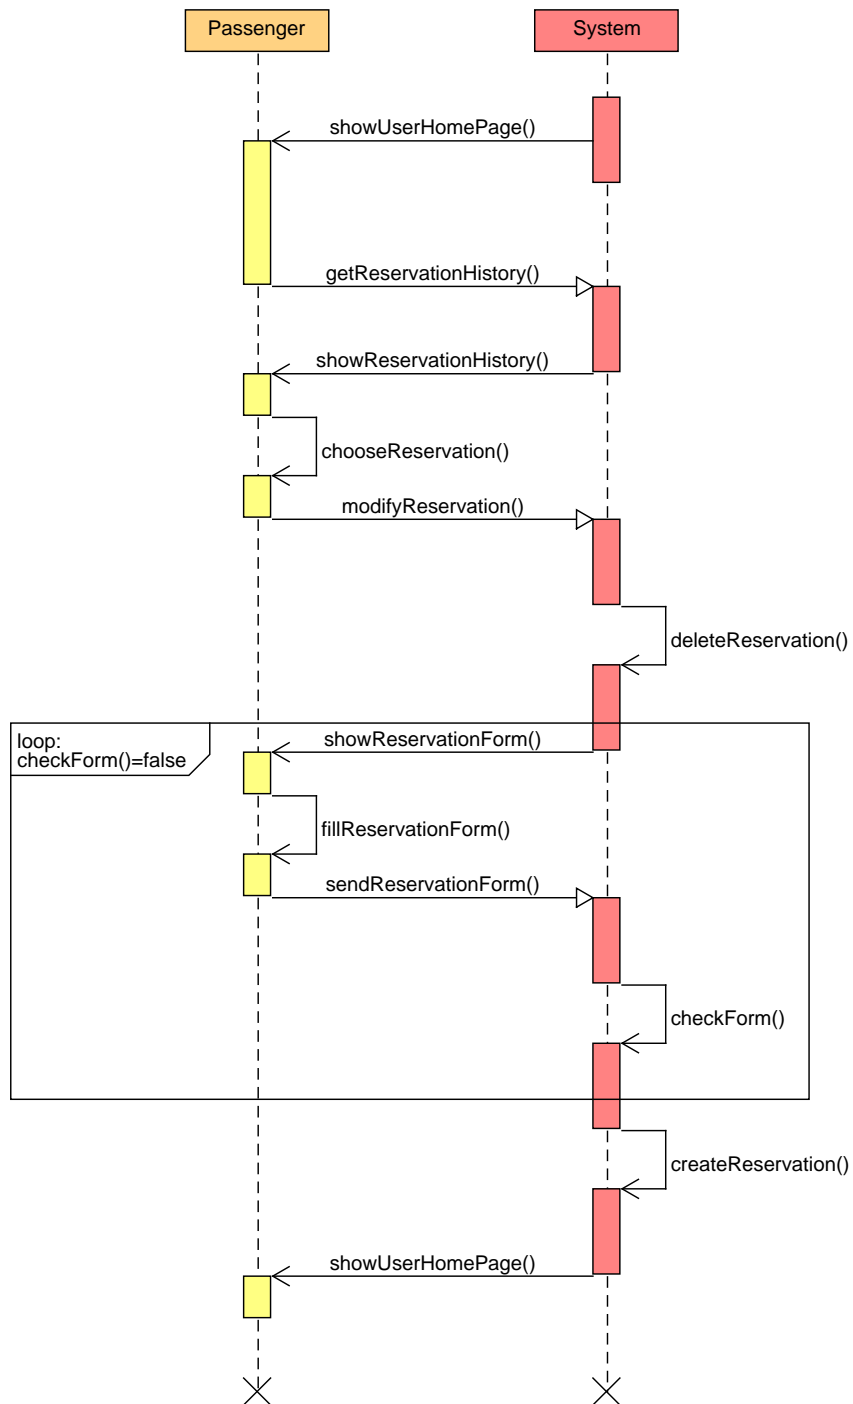 Passenger
System
showUserHomePage()
getReservationHistory()
showReservationHistory()
chooseReservation()
modifyReservation()
deleteReservation()
loop:
checkForm()=false
showReservationForm()
fillReservationForm()
sendReservationForm()
checkForm()
createReservation()
showUserHomePage()